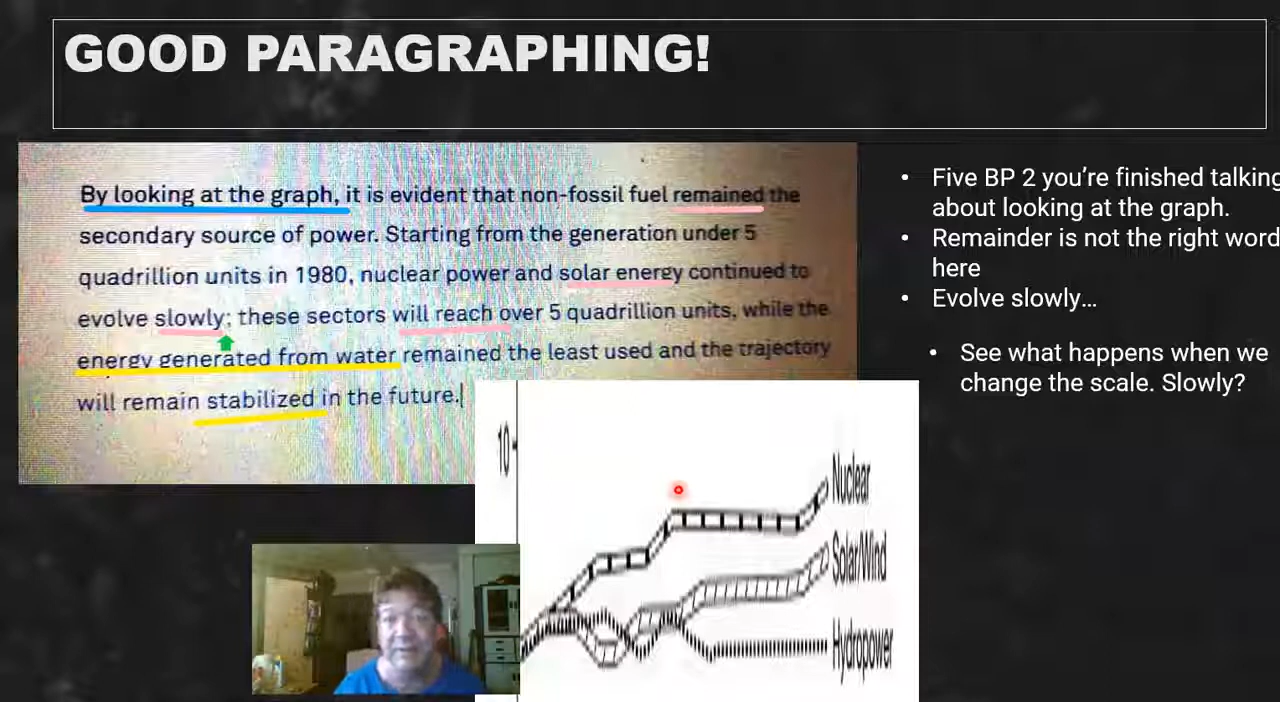 GOOD PARAGRAPHING!
By looking at the graph, it is evident that non-fossil fuel remained the
secondary source of power. Starting from the generation under 5
quadrillion units in 1980, nuclear power and solar energy continued to
evolve slowly; these sectors will reach over 5 quadrillion units, while the
energy generated from water remained the least used and the trajectory
will remain stabilized in the future.
• Five BP 2 you’re finished talking
about looking at the graph.
• Remainder is not the right word
here
• Evolve slowly…
• See what happens when we
change the scale. Slowly?
10
Nuclear
Solar/Wind
Hydropower